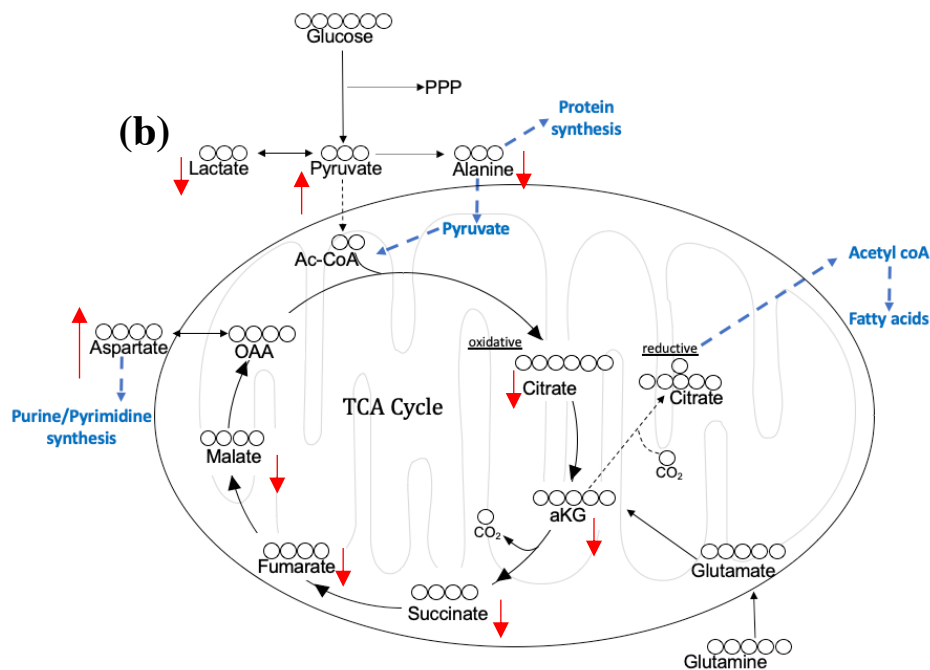 (b)
Glucose
PPP
Protein
synthesis
Lactate
Pyruvate
Alanine
Pyruvate
Ac-CoA
Acetyl coA
Fatty acids
Aspartate
OAA
oxidative
reductive
Citrate
Citrate
TCA Cycle
Purine/Pyrimidine
synthesis
Malate
CO₂
aKG
CO₂
Fumarate
Glutamate
Succinate
Glutamine